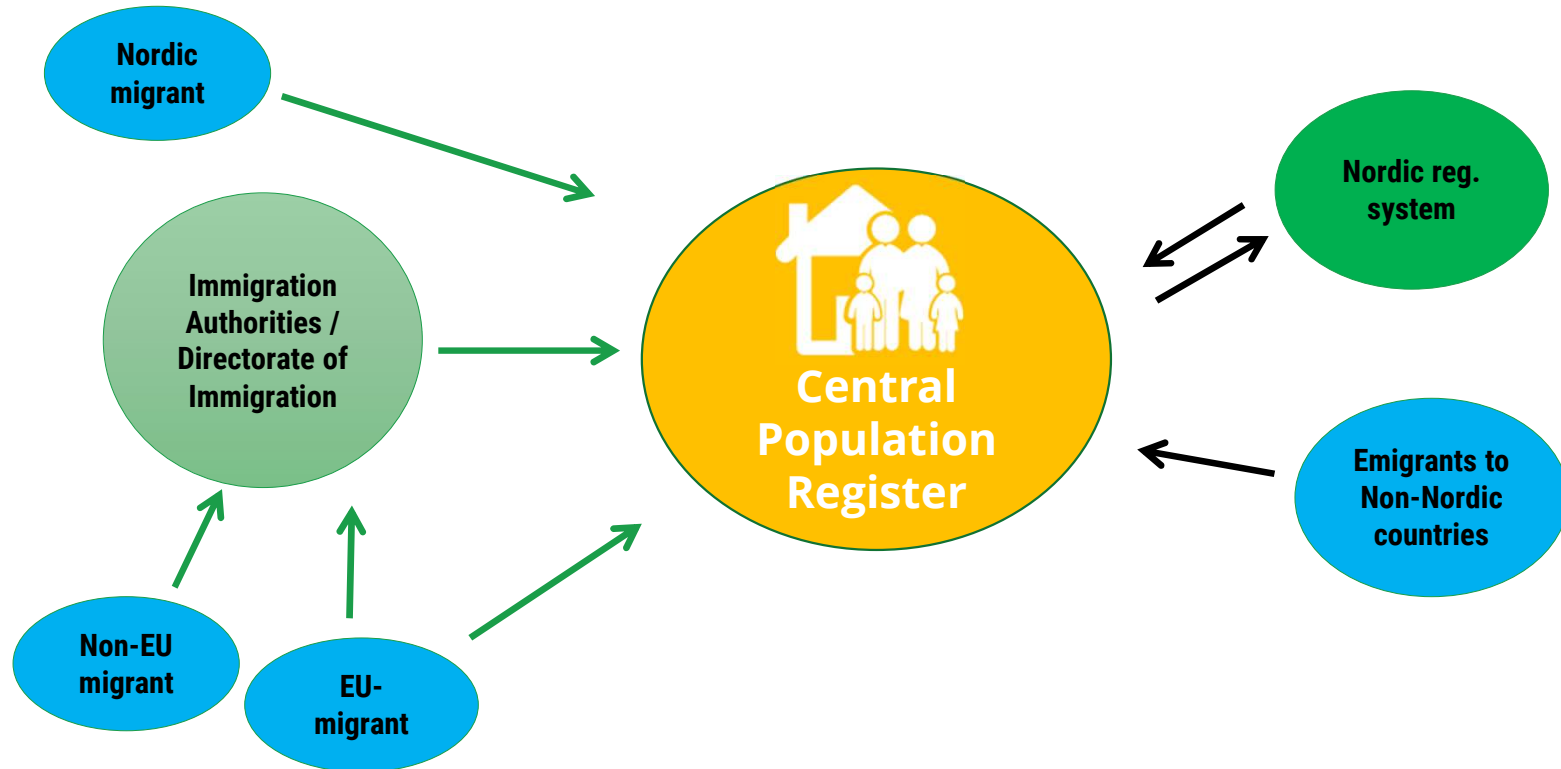 Nordic
migrant
Immigration
Authorities /
Directorate of
Immigration
Non-EU
migrant
EU-
migrant
Central
Population
Register
Nordic reg.
system
Emigrants to
Non-Nordic
countries